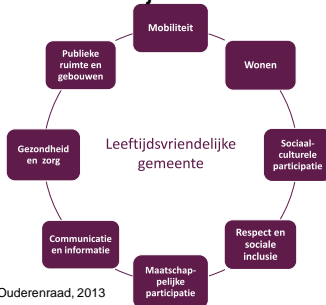 Mobiliteit
Wonen
Sociaal-
culturele
participatie
Respect en
sociale
inclusie
Maatschap-
pelijke
participatie
Communicatie
en informatie
Gezondheid
en zorg
Publieke
ruimte en
gebouwen
Leeftijdsvriendelijke
gemeente
Ouderenraad, 2013